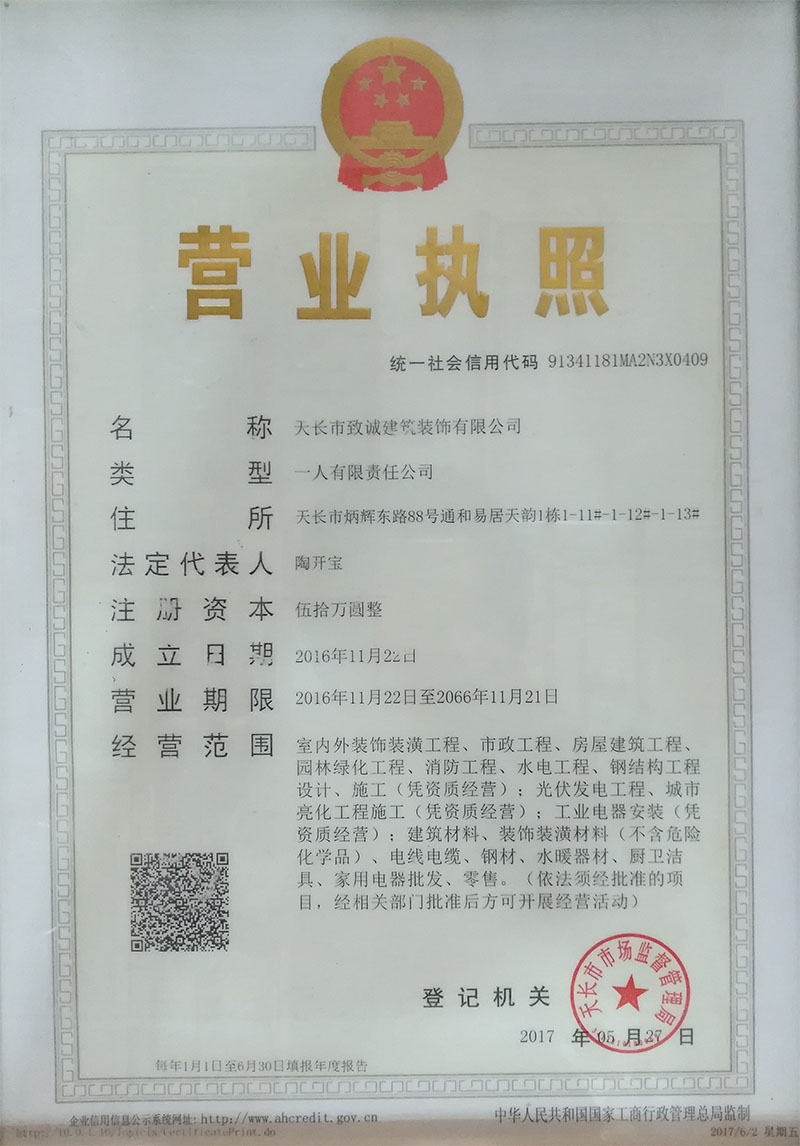 营业执照
统一社会信用代码 91341181MA2N3X0409
名称 天长市致诚建筑装饰有限公司
类型 一人有限责任公司
住所 天长市炳辉东路88号通和易居天韵1栋1-11#-1-12#-1-13#
法定代表人 陶开宝
注册资本 伍拾万圆整
成立日期 2016年11月22日
营业期限 2016年11月22日至2066年11月21日
经营范围 室内外装饰装潢工程、市政工程、房屋建筑工程、
园林绿化工程、消防工程、水电工程、钢结构工程
设计、施工（凭资质经营）；光伏发电工程、城市
亮化工程施工（凭资质经营）；工业电器安装（凭
资质经营）；建筑材料、装饰装潢材料（不含危险
化学品）、电线电缆、钢材、水暖器材、厨卫洁
具、家用电器批发、零售。（依法须经批准的项
目，经相关部门批准后方可开展经营活动）
登记机关
天长市市场监督管理局
2017 年 05 月 27 日
每年1月1日至6月30日填报年度报告
企业信用信息公示系统网址：http://www.ahcredit.gov.cn
中华人民共和国国家工商行政管理总局监制
2017/6/2 星期五